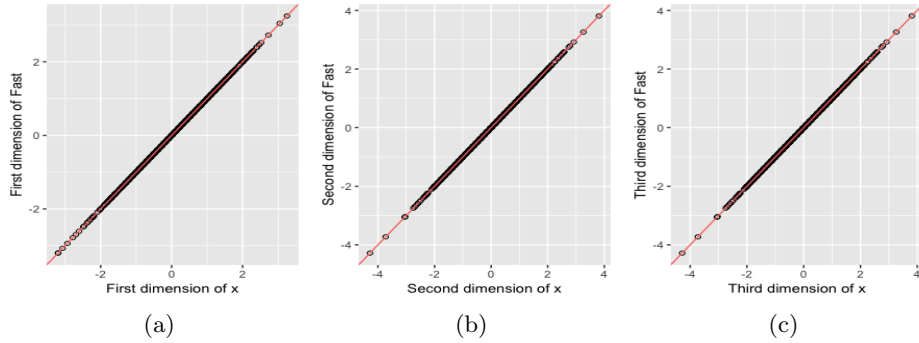 2
0
-2
First dimension of Fast
-2
0
2
First dimension of x
(a)
4
2
0
-2
-4
Second dimension of Fast
-4
-2
0
2
4
Second dimension of x
(b)
4
2
0
-2
-4
Third dimension of Fast
-4
-2
0
2
4
Third dimension of x
(c)